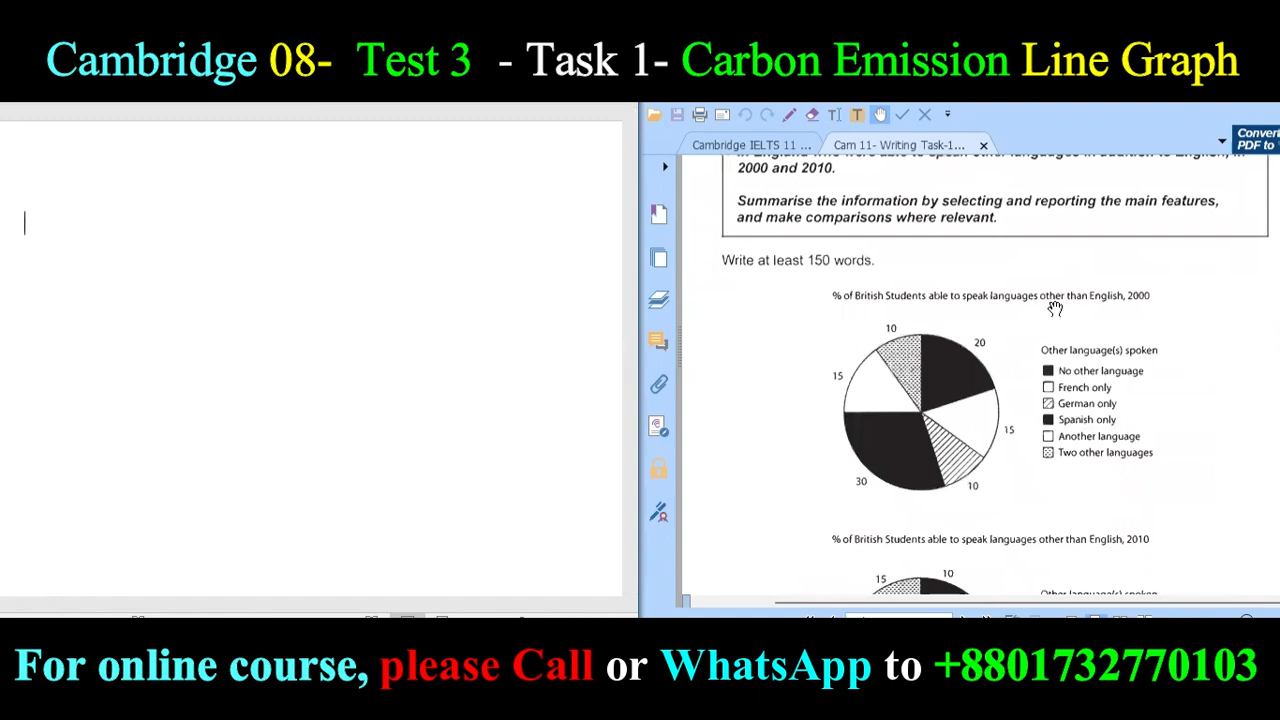 Cambridge 08- Test 3 - Task 1- Carbon Emission Line Graph
Convert
PDF to
Cambridge IELTS 11 ...
Cam 11- Writing Task-1...
2000 and 2010.
Summarise the information by selecting and reporting the main features,
and make comparisons where relevant.
Write at least 150 words.
% of British Students able to speak languages other than English, 2000
10
20
15
15
30
10
Other language(s) spoken
No other language
French only
German only
Spanish only
Another language
Two other languages
% of British Students able to speak languages other than English, 2010
15
10
For online course, please Call or WhatsApp to +8801732770103